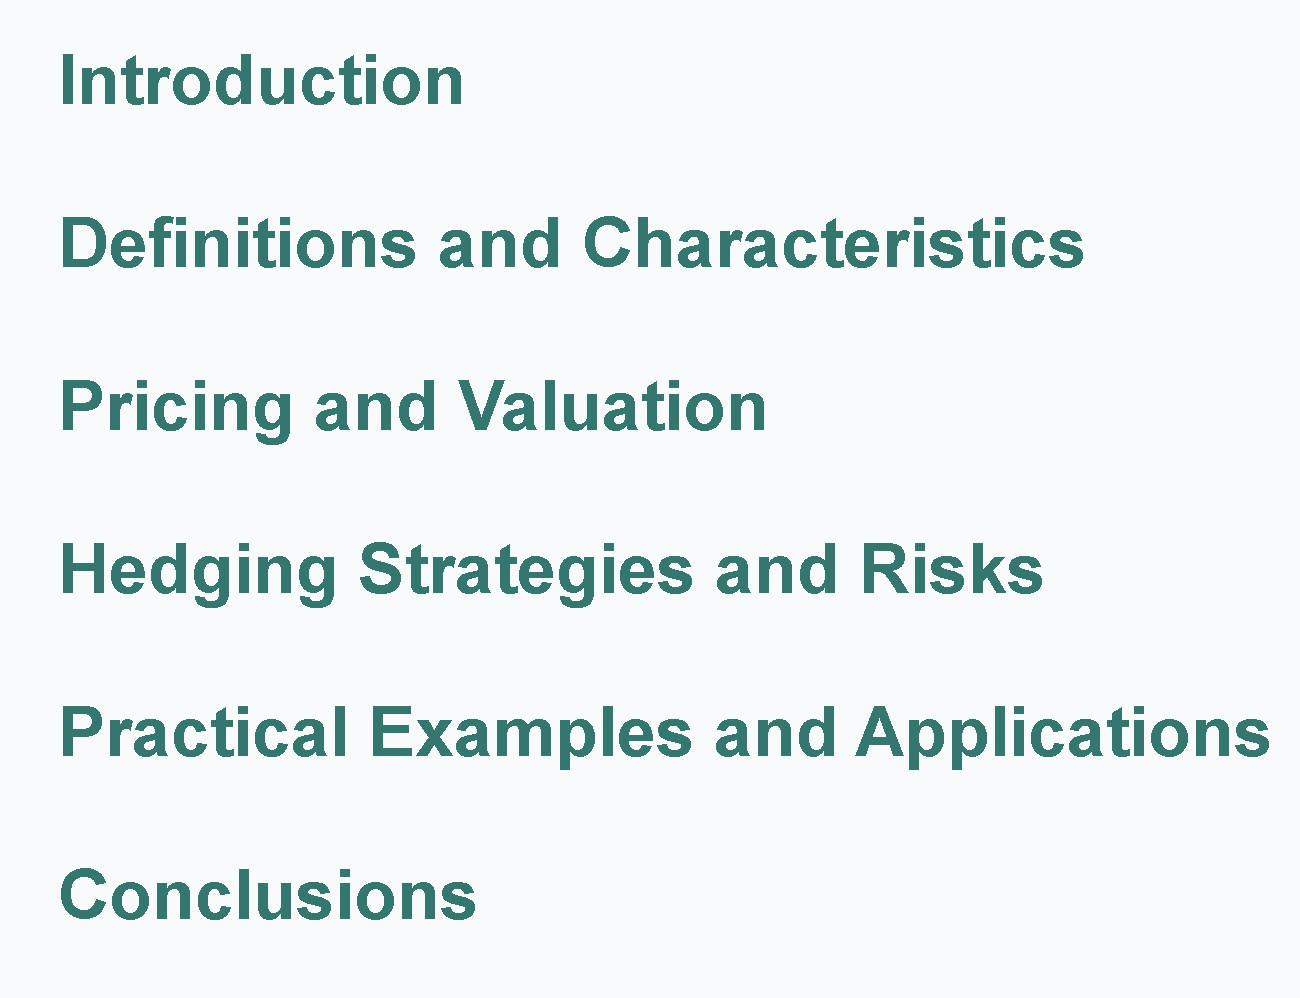 Introduction
Definitions and Characteristics
Pricing and Valuation
Hedging Strategies and Risks
Practical Examples and Applications
Conclusions